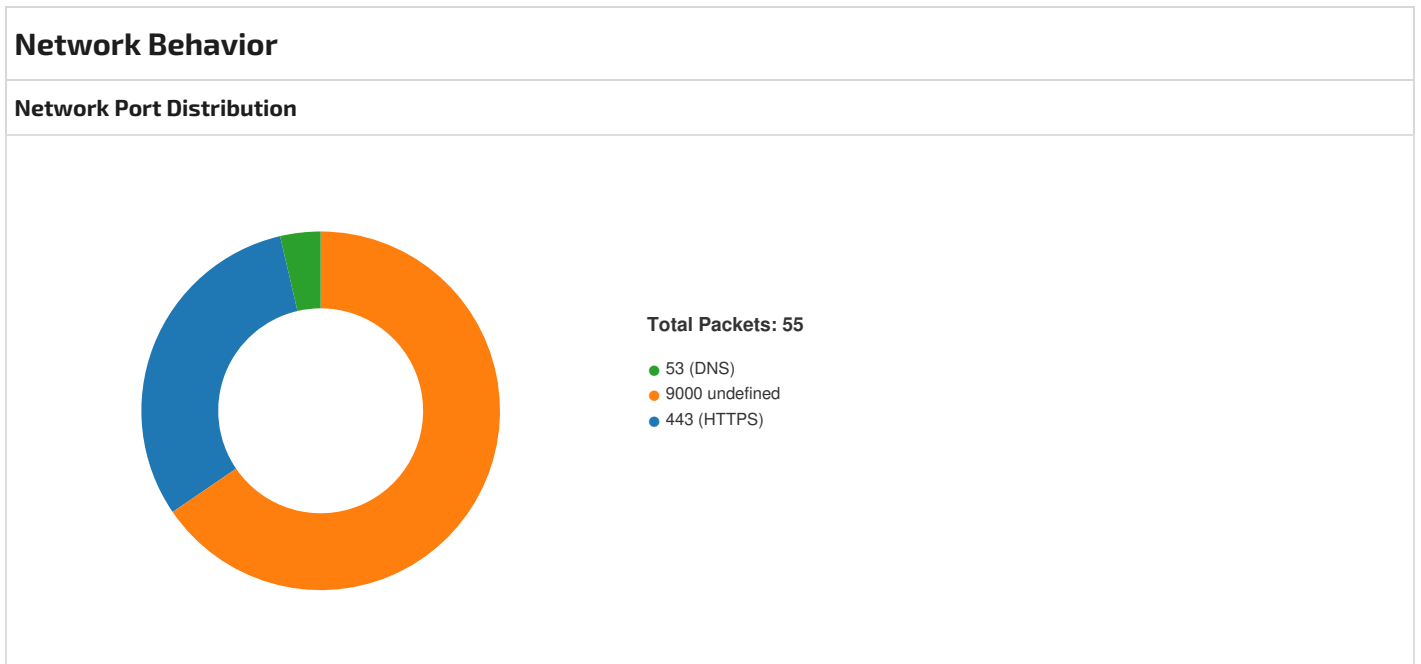 Network Behavior
Network Port Distribution
Total Packets: 55
53 (DNS)
9000 undefined
443 (HTTPS)